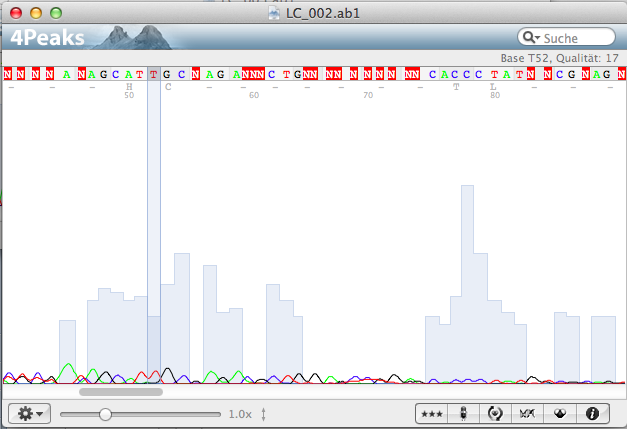 LC_002.ab1
4Peaks
Suche
Base T52, Qualität: 17
N N N N A N A G C A T T G C N A G A N N N C T G N N N N N N N N N C A C C C T A T N N C G N A G N
- - - H C - - - - - - - - T L - - -
50 60 70 80
1.0x